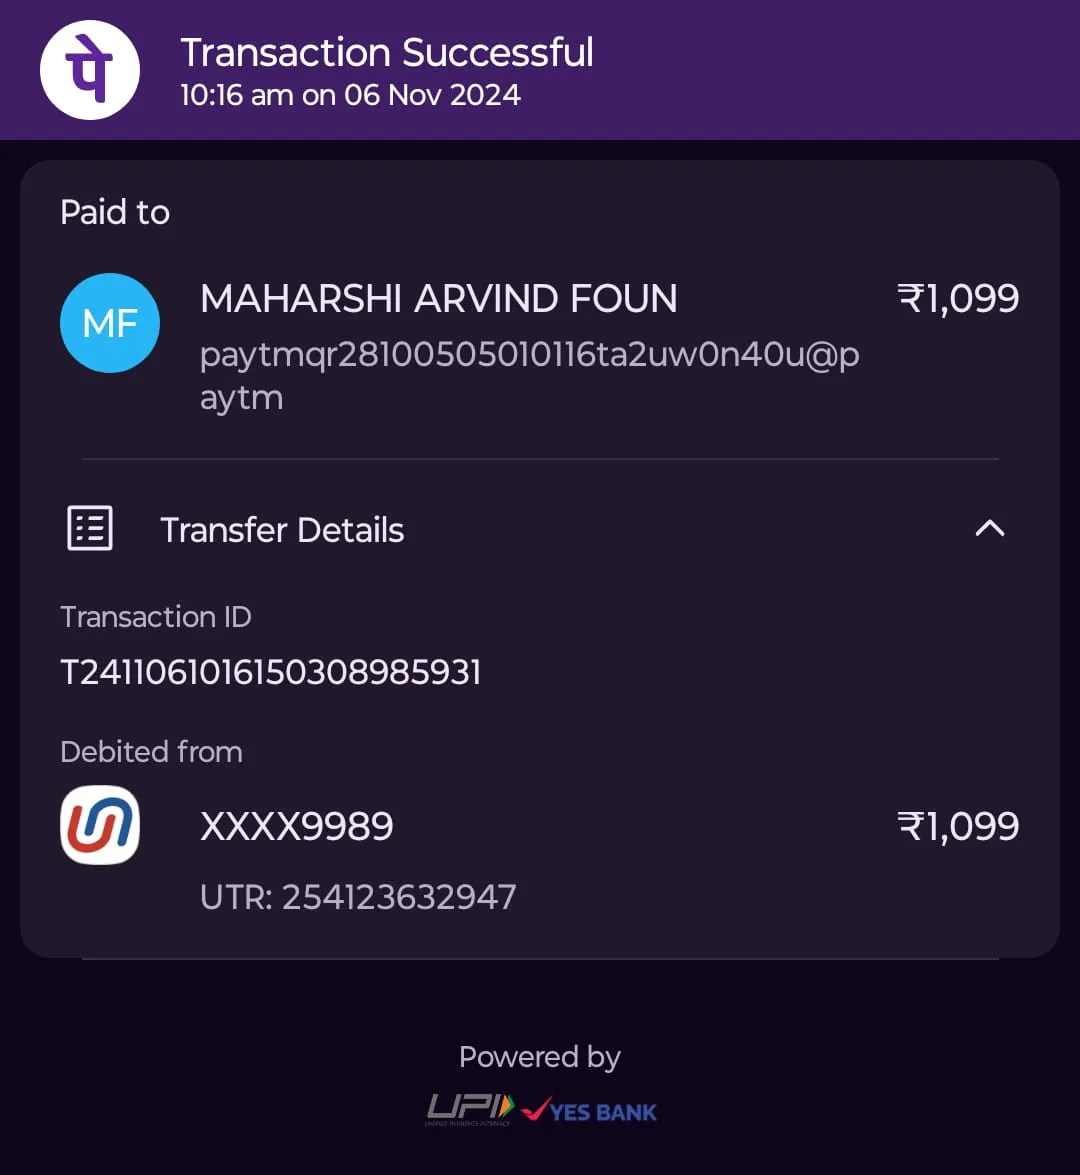 पे
Transaction Successful
10:16 am on 06 Nov 2024
Paid to
MF
MAHARSHI ARVIND FOUN
₹1,099
paytmqr28100505010116ta2uw0n40u@p
aytm
Transfer Details
Transaction ID
T2411061016150308985931
Debited from
XXXX9989
₹1,099
UTR: 254123632947
Powered by
UPI
UNIFIED PAYMENTS INTERFACE
YES BANK